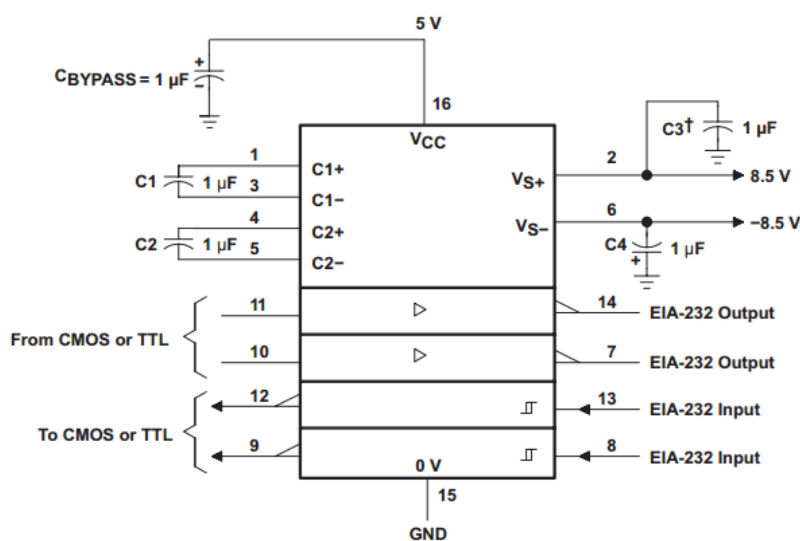 5 V
CBYPASS = 1 µF
+
−
16
VCC
C3†
1 µF
1
C1+
2
VS+
8.5 V
C1
1 µF
3
C1−
4
C2+
6
VS−
−8.5 V
C2
1 µF
5
C2−
C4
+
1 µF
11
14
EIA-232 Output
From CMOS or TTL
10
7
EIA-232 Output
12
13
EIA-232 Input
To CMOS or TTL
9
8
EIA-232 Input
0 V
15
GND